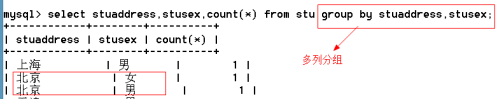 mysql> select stuaddress,stusex,count(*) from stu group by stuaddress,stusex;
+------------+--------+----------+
| stuaddress | stusex | count(*) |
+------------+--------+----------+
| 上海 | 男 | 1 |
| 北京 | 女 | 1 |
| 北京 | 男 | 1 |
多列分组